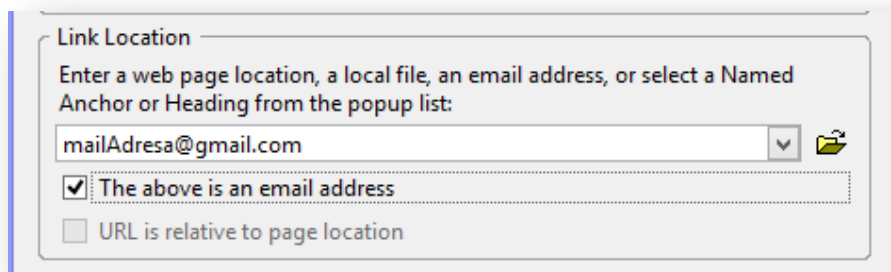 Link Location
Enter a web page location, a local file, an email address, or select a Named
Anchor or Heading from the popup list:
mailAdresa@gmail.com
The above is an email address
URL is relative to page location